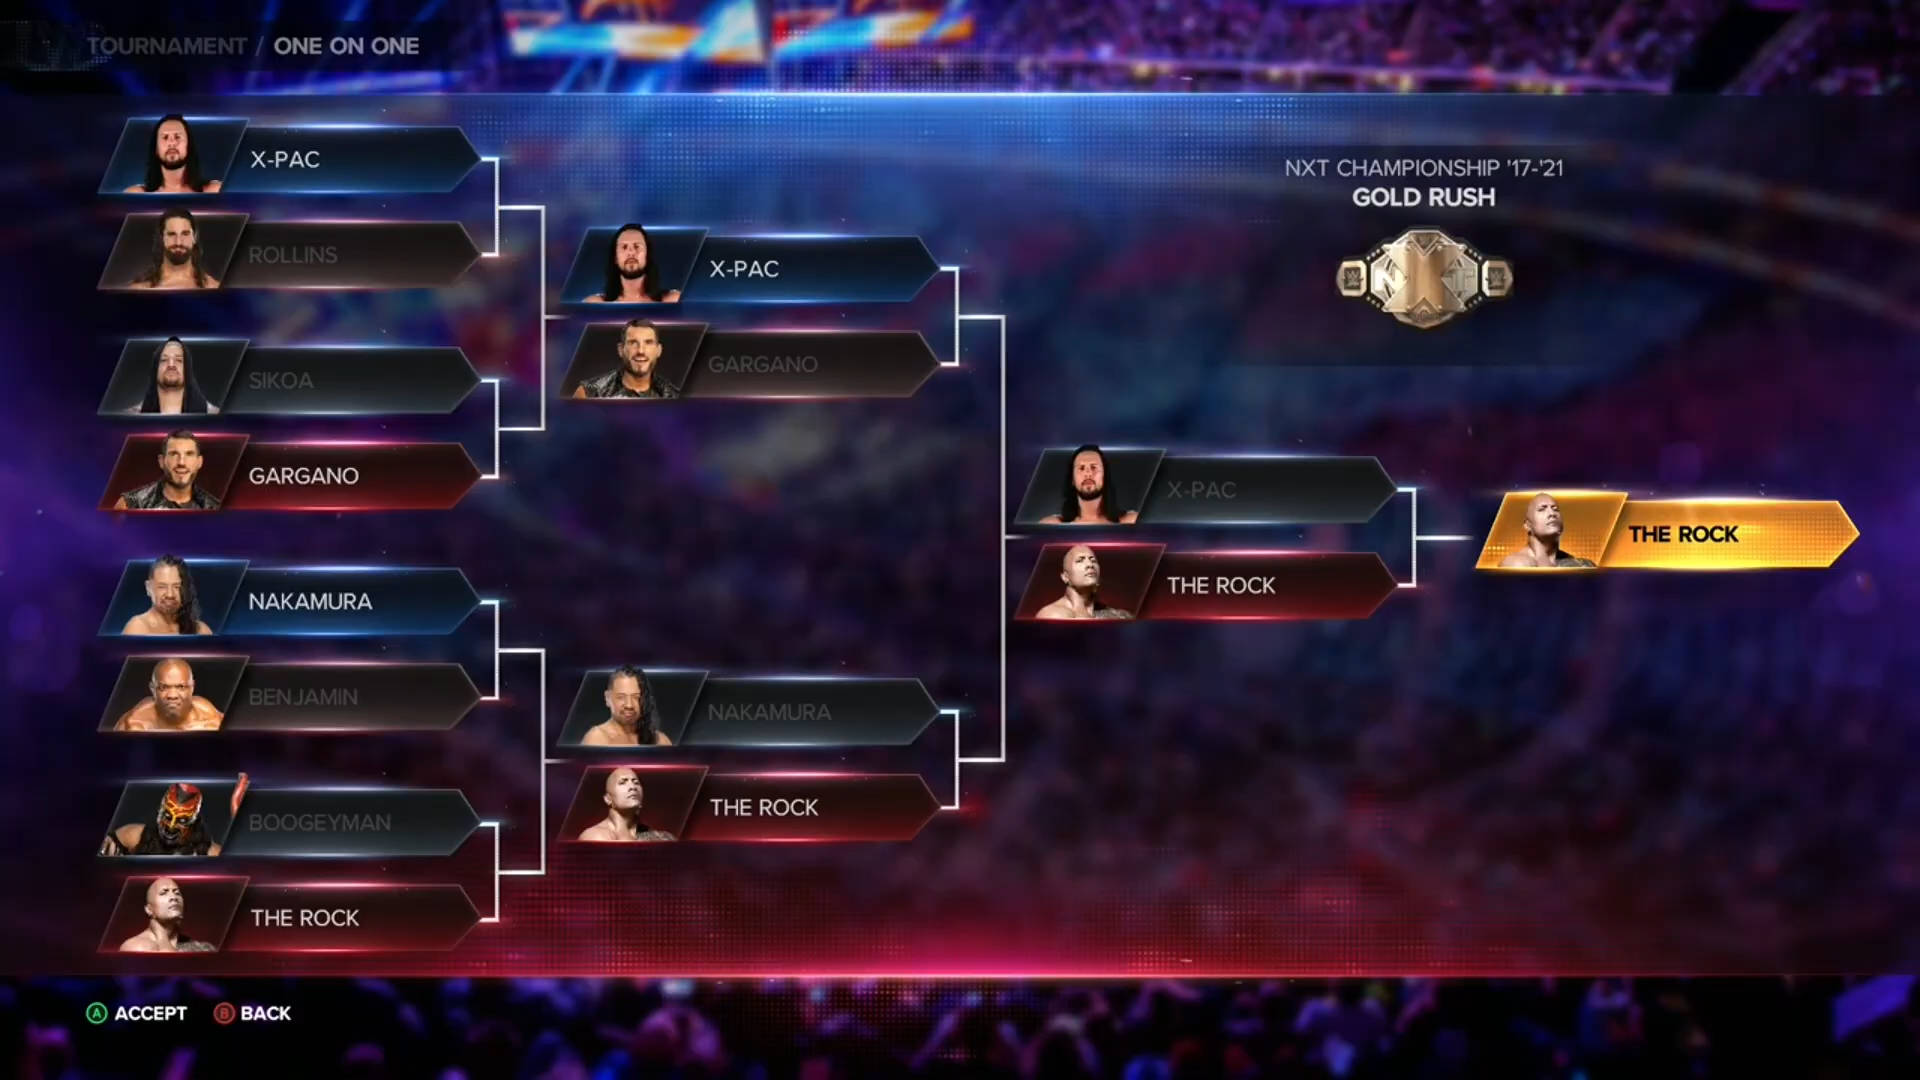 TOURNAMENT / ONE ON ONE
X-PAC
ROLLINS
SIKOA
GARGANO
NAKAMURA
BENJAMIN
BOOGEYMAN
THE ROCK
X-PAC
GARGANO
NAKAMURA
THE ROCK
NXT CHAMPIONSHIP '17-'21
GOLD RUSH
NXT
X-PAC
THE ROCK
THE ROCK
A ACCEPT B BACK